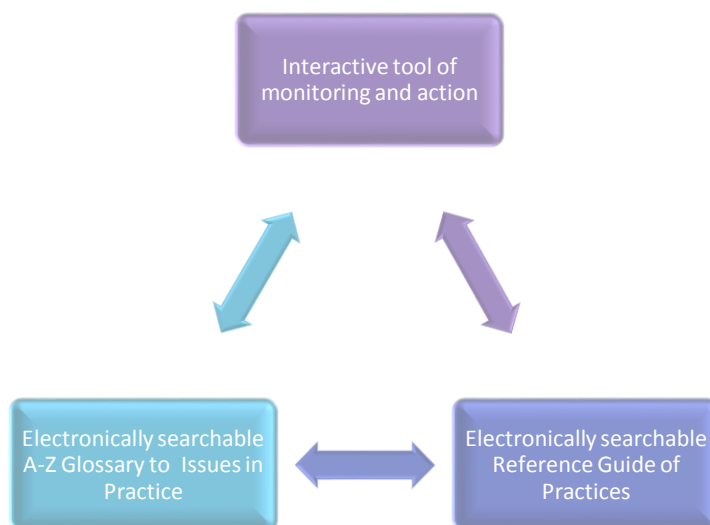 Interactive tool of
monitoring and action
Electronically searchable
A-Z Glossary to Issues in
Practice
Electronically searchable
Reference Guide of
Practices